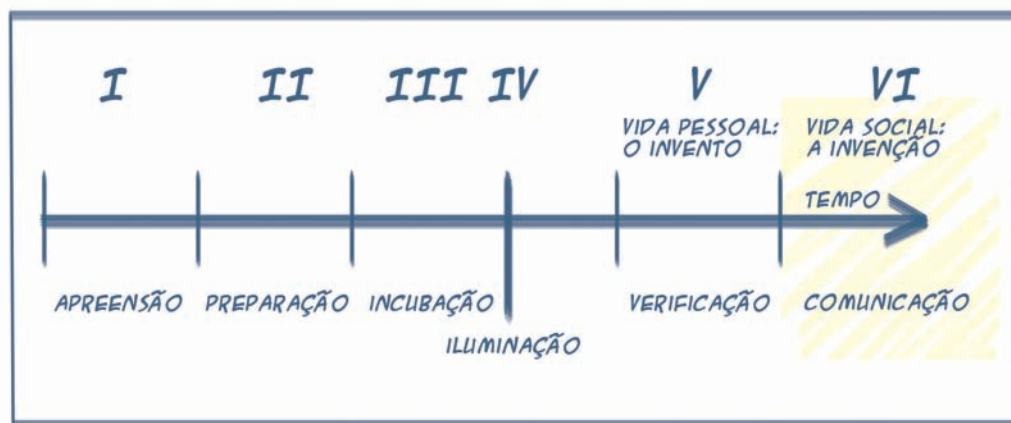 I II III IV V VI
VIDA PESSOAL:
O INVENTO
VIDA SOCIAL:
A INVENÇÃO
TEMPO
APREENSÃO PREPARAÇÃO INCUBAÇÃO VERIFICAÇÃO COMUNICAÇÃO
ILUMINAÇÃO